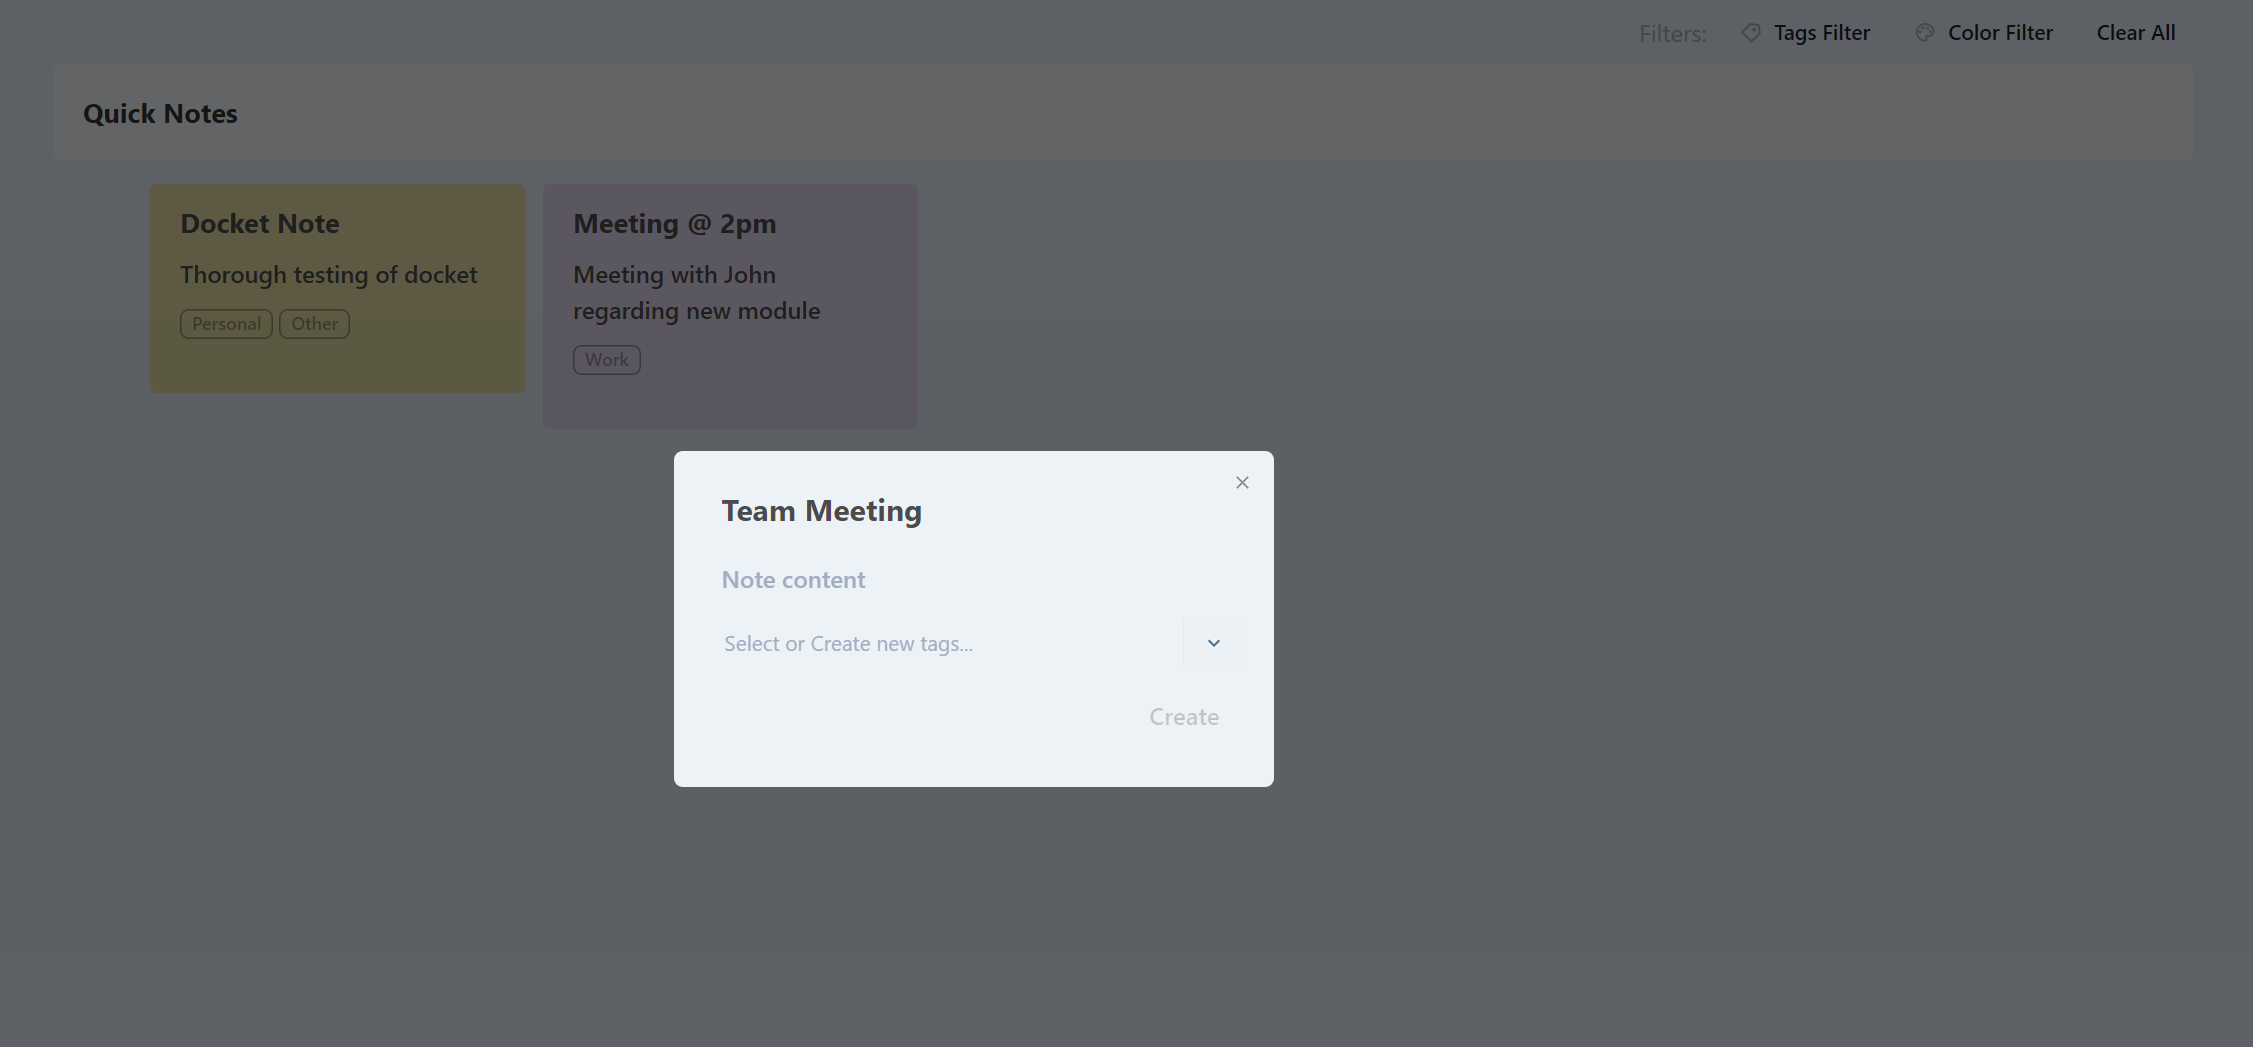 Filters: Tags Filter Color Filter Clear All
Quick Notes
Docket Note
Thorough testing of docket
Personal Other
Meeting @ 2pm
Meeting with John
regarding new module
Work
Team Meeting
Note content
Select or Create new tags...
Create